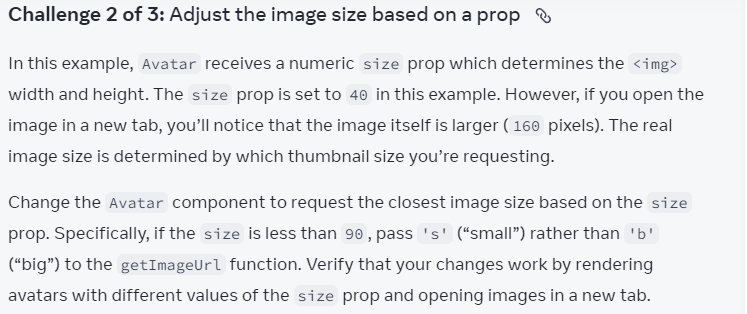 Challenge 2 of 3: Adjust the image size based on a prop
In this example, Avatar receives a numeric size prop which determines the <img>
width and height. The size prop is set to 40 in this example. However, if you open the
image in a new tab, you’ll notice that the image itself is larger ( 160 pixels). The real
image size is determined by which thumbnail size you’re requesting.
Change the Avatar component to request the closest image size based on the size
prop. Specifically, if the size is less than 90, pass 's' (“small”) rather than 'b'
(“big”) to the getImageUrl function. Verify that your changes work by rendering
avatars with different values of the size prop and opening images in a new tab.